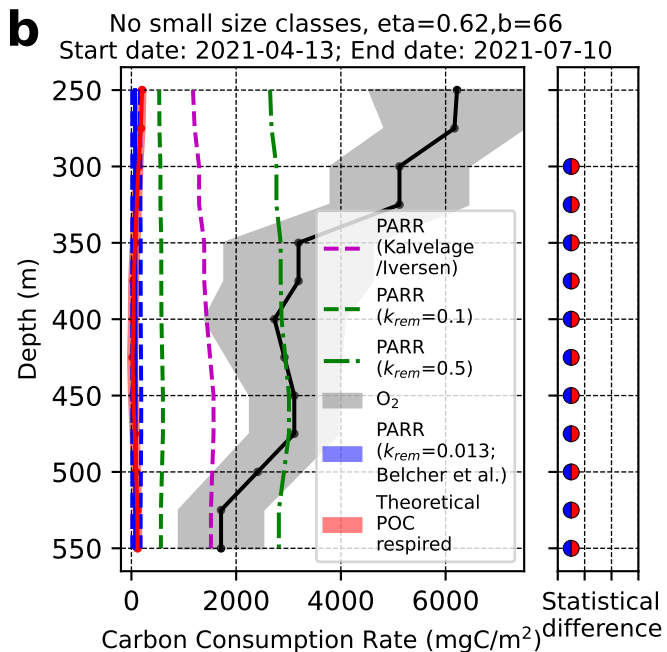 b
No small size classes, eta=0.62,b=66
Start date: 2021-04-13; End date: 2021-07-10
250
300
350
400
450
500
550
Depth (m)
0
2000
4000
6000
Carbon Consumption Rate (mgC/m²)
PARR
(Kalvelage
/Iversen)
PARR
(k_rem=0.1)
PARR
(k_rem=0.5)
O₂
PARR
(k_rem=0.013;
Belcher et al.)
Theoretical
POC
respired
Statistical
difference